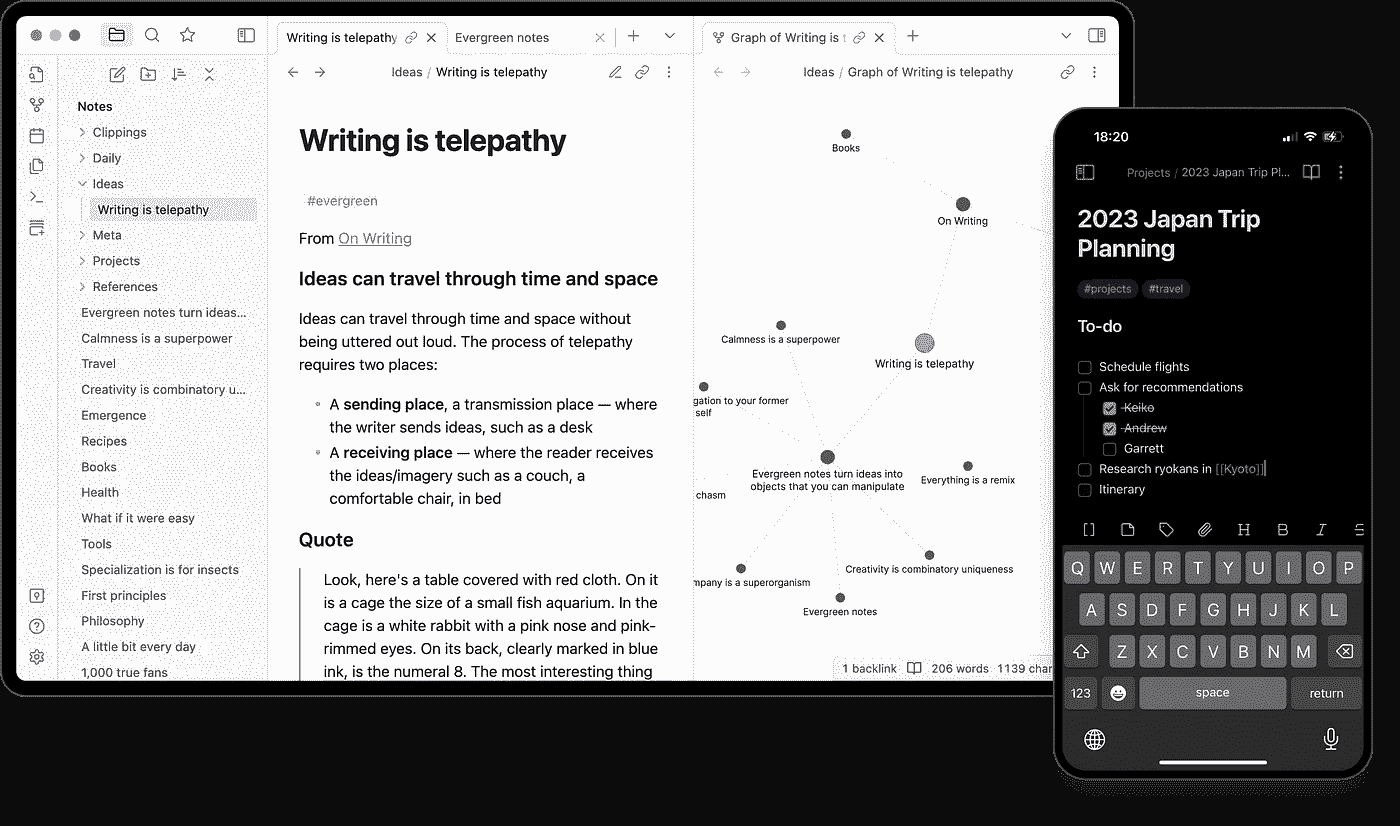 Writing is telepathy
Evergreen notes
Graph of Writing is t
Ideas / Writing is telepathy
Ideas / Graph of Writing is telepathy
Notes
Clippings
Daily
Ideas
Writing is telepathy
Meta
Projects
References
Evergreen notes turn ideas...
Calmness is a superpower
Travel
Creativity is combinatory u...
Emergence
Recipes
Books
Health
What if it were easy
Tools
Specialization is for insects
First principles
Philosophy
A little bit every day
1,000 true fans
Writing is telepathy
#evergreen
From On Writing
Ideas can travel through time and space
Ideas can travel through time and space without
being uttered out loud. The process of telepathy
requires two places:
A sending place, a transmission place — where
the writer sends ideas, such as a desk
A receiving place — where the reader receives
the ideas/imagery such as a couch, a
comfortable chair, in bed
Quote
Look, here's a table covered with red cloth. On it
is a cage the size of a small fish aquarium. In the
cage is a white rabbit with a pink nose and pink-
rimmed eyes. On its back, clearly marked in blue
ink, is the numeral 8. The most interesting thing
Books
On Writing
Calmness is a superpower
Writing is telepathy
gation to your former
self
Evergreen notes turn ideas into
objects that you can manipulate
Everything is a remix
chasm
Creativity is combinatory uniqueness
mpany is a superorganism
Evergreen notes
1 backlink 206 words 1139 char
18:20
Projects / 2023 Japan Trip Pl...
2023 Japan Trip
Planning
#projects #travel
To-do
Schedule flights
Ask for recommendations
Keiko
Andrew
Garrett
Research ryokans in [[Kyoto]]
Itinerary
[] H B I S
Q W E R T Y U I O P
A S D F G H J K L
Z X C V B N M
123 space return